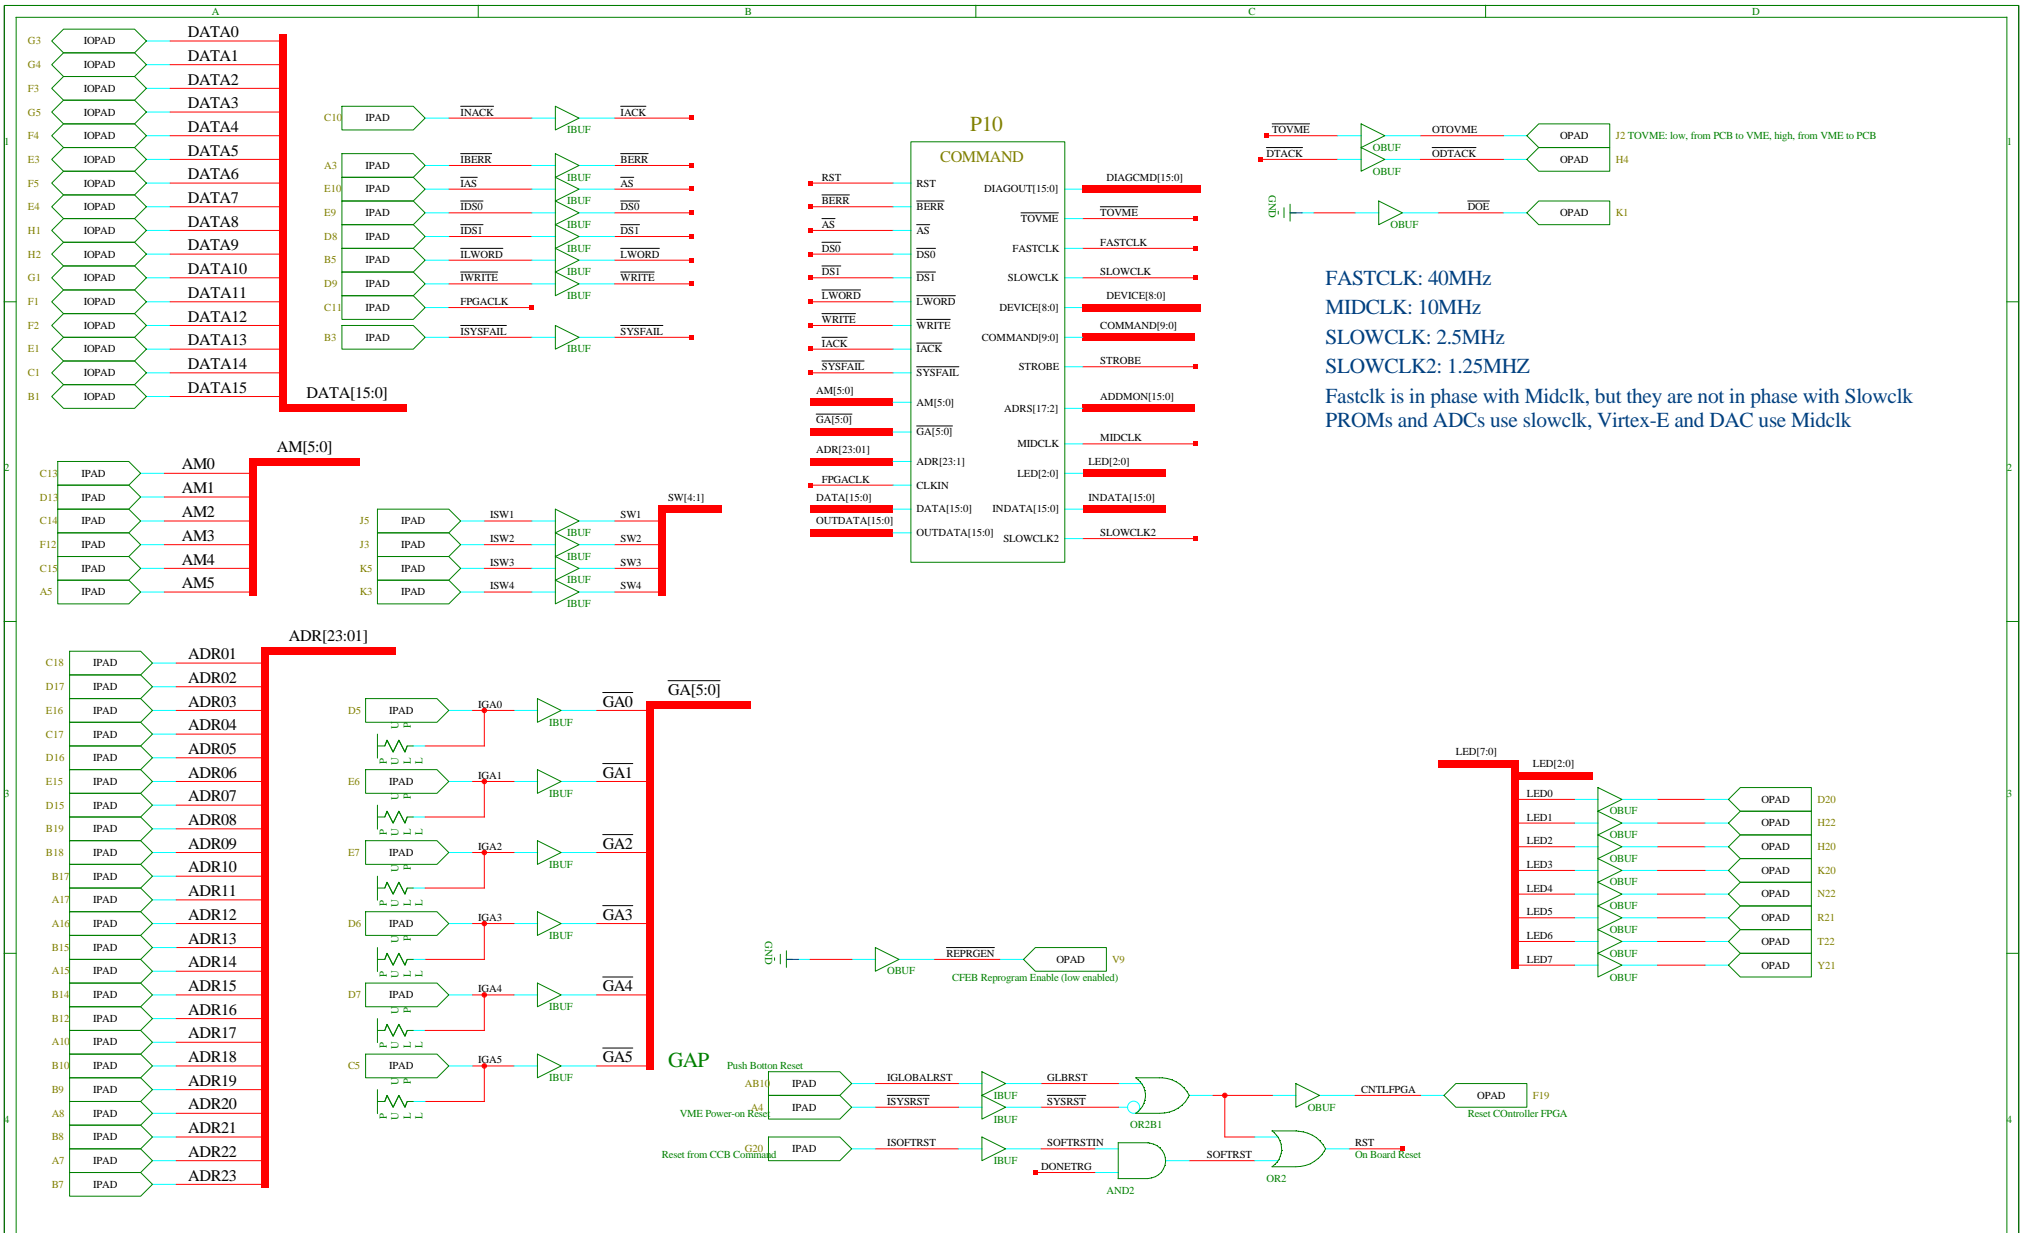 A B C D
G3 IOPAD DATA0
G4 IOPAD DATA1
F3 IOPAD DATA2
G5 IOPAD DATA3
F4 IOPAD DATA4
E3 IOPAD DATA5
F5 IOPAD DATA6
E4 IOPAD DATA7
H1 IOPAD DATA8
H2 IOPAD DATA9
G1 IOPAD DATA10
F1 IOPAD DATA11
F2 IOPAD DATA12
E1 IOPAD DATA13
C1 IOPAD DATA14
B1 IOPAD DATA15
DATA[15:0]
C10 IPAD INACK IBUF IACK
A3 IPAD IBERR IBUF BERR
E10 IPAD IAS IBUF AS
E9 IPAD IDS0 IBUF DS0
D8 IPAD IDS1 IBUF DS1
B5 IPAD ILWORD IBUF LWORD
D9 IPAD IWRITE IBUF WRITE
C11 IPAD FPGACLK
B3 IPAD ISYSFAIL IBUF SYSFAIL
P10
COMMAND
RST RST
BERR BERR
AS AS
DS0 DS0
DS1 DS1
LWORD LWORD
WRITE WRITE
IACK IACK
SYSFAIL SYSFAIL
AM[5:0] AM[5:0]
GA[5:0] GA[5:0]
ADR[23:01] ADR[23:1]
FPGACLK CLKIN
DATA[15:0] DATA[15:0]
OUTDATA[15:0] OUTDATA[15:0]
DIAGOUT[15:0] DIAGCMD[15:0]
TOVME TOVME
FASTCLK FASTCLK
SLOWCLK SLOWCLK
DEVICE[8:0] DEVICE[8:0]
COMMAND[9:0] COMMAND[9:0]
STROBE STROBE
ADRS[17:2] ADDMON[15:0]
MIDCLK MIDCLK
LED[2:0] LED[2:0]
INDATA[15:0] INDATA[15:0]
SLOWCLK2 SLOWCLK2
TOVME OBUF OTOVME OPAD J2 TOVME: low, from PCB to VME, high, from VME to PCB
DTACK OBUF ODTACK OPAD H4
GND OBUF DOE OPAD K1
FASTCLK: 40MHz
MIDCLK: 10MHz
SLOWCLK: 2.5MHz
SLOWCLK2: 1.25MHZ
Fastclk is in phase with Midclk, but they are not in phase with Slowclk
PROMs and ADCs use slowclk, Virtex-E and DAC use Midclk
AM[5:0]
C13 IPAD AM0
D13 IPAD AM1
C14 IPAD AM2
F12 IPAD AM3
C15 IPAD AM4
A5 IPAD AM5
SW[4:1]
J5 IPAD ISW1 IBUF SW1
J3 IPAD ISW2 IBUF SW2
K5 IPAD ISW3 IBUF SW3
K3 IPAD ISW4 IBUF SW4
ADR[23:01]
C18 IPAD ADR01
D17 IPAD ADR02
E16 IPAD ADR03
C17 IPAD ADR04
D16 IPAD ADR05
E15 IPAD ADR06
D15 IPAD ADR07
B19 IPAD ADR08
B18 IPAD ADR09
B17 IPAD ADR10
A17 IPAD ADR11
A16 IPAD ADR12
B15 IPAD ADR13
A15 IPAD ADR14
B14 IPAD ADR15
B12 IPAD ADR16
A10 IPAD ADR17
B10 IPAD ADR18
B9 IPAD ADR19
A8 IPAD ADR20
B8 IPAD ADR21
A7 IPAD ADR22
B7 IPAD ADR23
GA[5:0]
D5 IPAD IGA0 IBUF GA0
PULLUP
E6 IPAD IGA1 IBUF GA1
PULLUP
E7 IPAD IGA2 IBUF GA2
PULLUP
D6 IPAD IGA3 IBUF GA3
PULLUP
D7 IPAD IGA4 IBUF GA4
PULLUP
C5 IPAD IGA5 IBUF GA5
PULLUP
GAP
LED[7:0]
LED[2:0]
LED0 OBUF OPAD D20
LED1 OBUF OPAD H22
LED2 OBUF OPAD H20
LED3 OBUF OPAD K20
LED4 OBUF OPAD N22
LED5 OBUF OPAD R21
LED6 OBUF OPAD T22
LED7 OBUF OPAD Y21
GND OBUF REPRGEN OPAD V9
CFEB Reprogram Enable (low enabled)
Push Botton Reset
AB10 IPAD IGLOBALRST IBUF GLBRST
VME Power-on Reset
A4 IPAD ISYSRST IBUF SYSRST
OR2B1
OBUF CNTLFPGA OPAD F19
Reset COntroller FPGA
Reset from CCB Command
G20 IPAD ISOFTRST IBUF SOFTRSTIN
DONETRG
AND2
SOFTRST
OR2
RST
On Board Reset
1 1
2 2
3 3
4 4